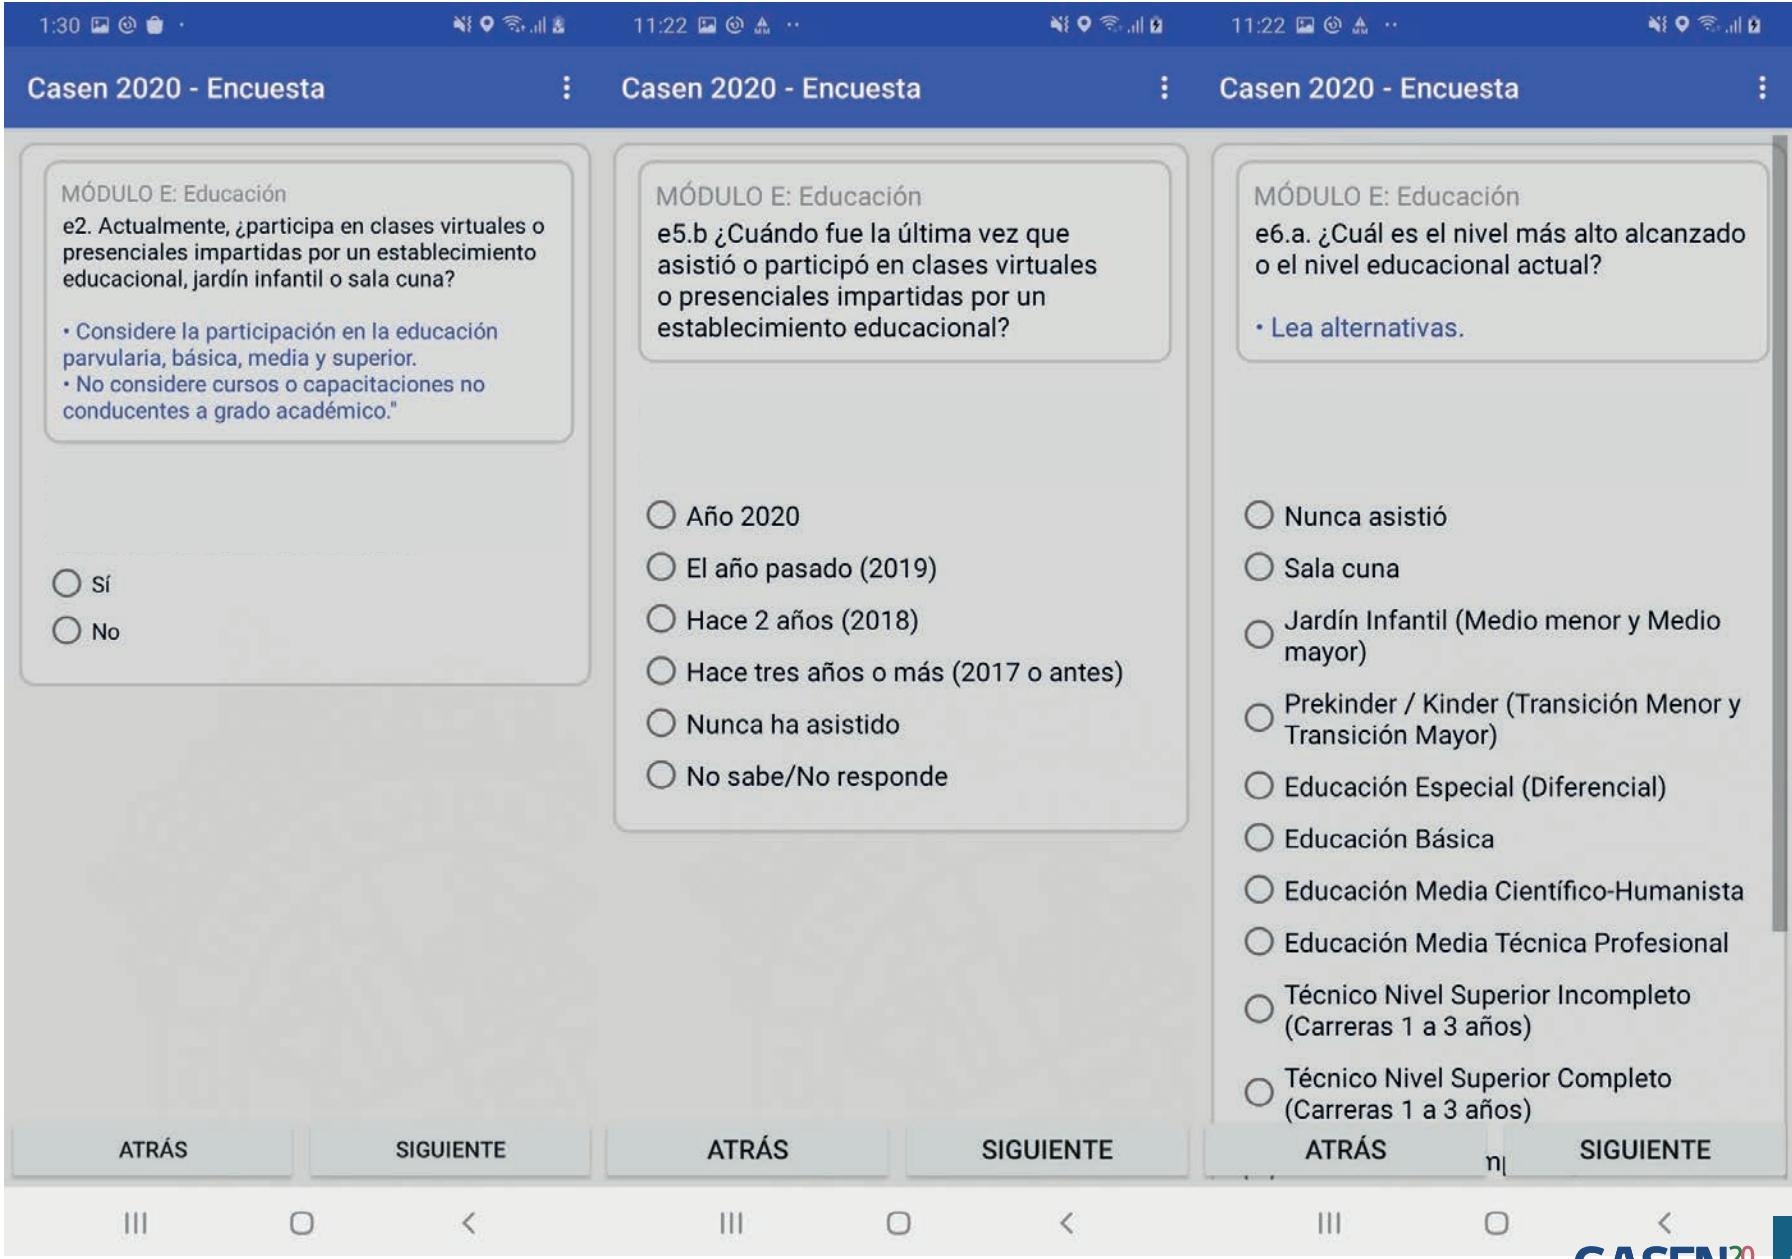 1:30
Casen 2020 - Encuesta
MÓDULO E: Educación
e2. Actualmente, ¿participa en clases virtuales o
presenciales impartidas por un establecimiento
educacional, jardín infantil o sala cuna?
• Considere la participación en la educación
parvularia, básica, media y superior.
• No considere cursos o capacitaciones no
conducentes a grado académico."
Sí
No
ATRÁS
SIGUIENTE
11:22
Casen 2020 - Encuesta
MÓDULO E: Educación
e5.b ¿Cuándo fue la última vez que
asistió o participó en clases virtuales
o presenciales impartidas por un
establecimiento educacional?
Año 2020
El año pasado (2019)
Hace 2 años (2018)
Hace tres años o más (2017 o antes)
Nunca ha asistido
No sabe/No responde
ATRÁS
SIGUIENTE
11:22
Casen 2020 - Encuesta
MÓDULO E: Educación
e6.a. ¿Cuál es el nivel más alto alcanzado
o el nivel educacional actual?
• Lea alternativas.
Nunca asistió
Sala cuna
Jardín Infantil (Medio menor y Medio
mayor)
Prekinder / Kinder (Transición Menor y
Transición Mayor)
Educación Especial (Diferencial)
Educación Básica
Educación Media Científico-Humanista
Educación Media Técnica Profesional
Técnico Nivel Superior Incompleto
(Carreras 1 a 3 años)
Técnico Nivel Superior Completo
(Carreras 1 a 3 años)
ATRÁS
SIGUIENTE
CASEN20